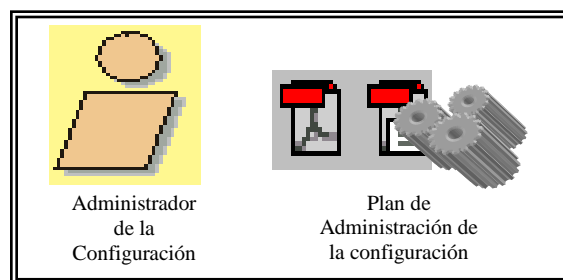 Administrador
de la
Configuración
Plan de
Administración de
la configuración